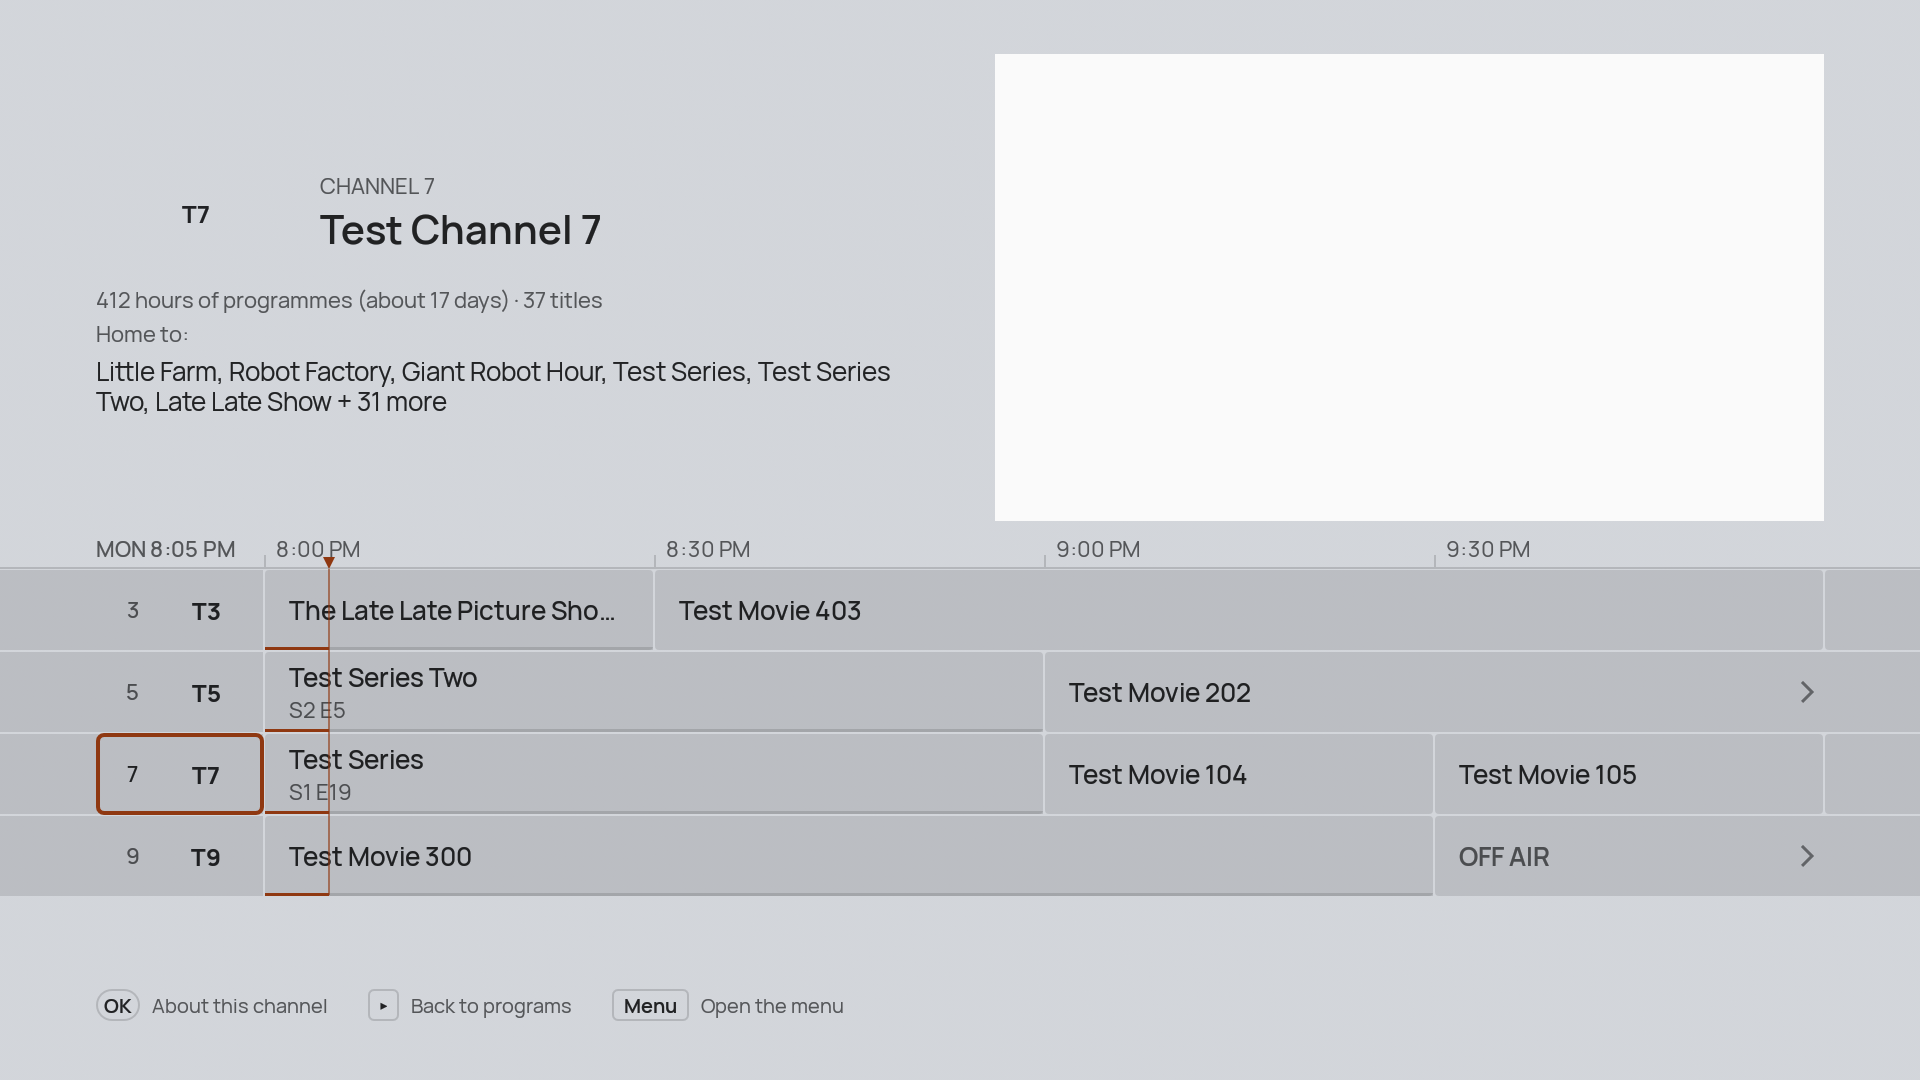 T7
CHANNEL 7
Test Channel 7
412 hours of programmes (about 17 days) · 37 titles
Home to:
Little Farm, Robot Factory, Giant Robot Hour, Test Series, Test Series
Two, Late Late Show + 31 more
MON 8:05 PM 8:00 PM 8:30 PM 9:00 PM 9:30 PM
3 T3 The Late Late Picture Sho... Test Movie 403
5 T5 Test Series Two Test Movie 202
S2 E5
7 T7 Test Series Test Movie 104 Test Movie 105
S1 E19
9 T9 Test Movie 300 OFF AIR
OK About this channel ▸ Back to programs Menu Open the menu